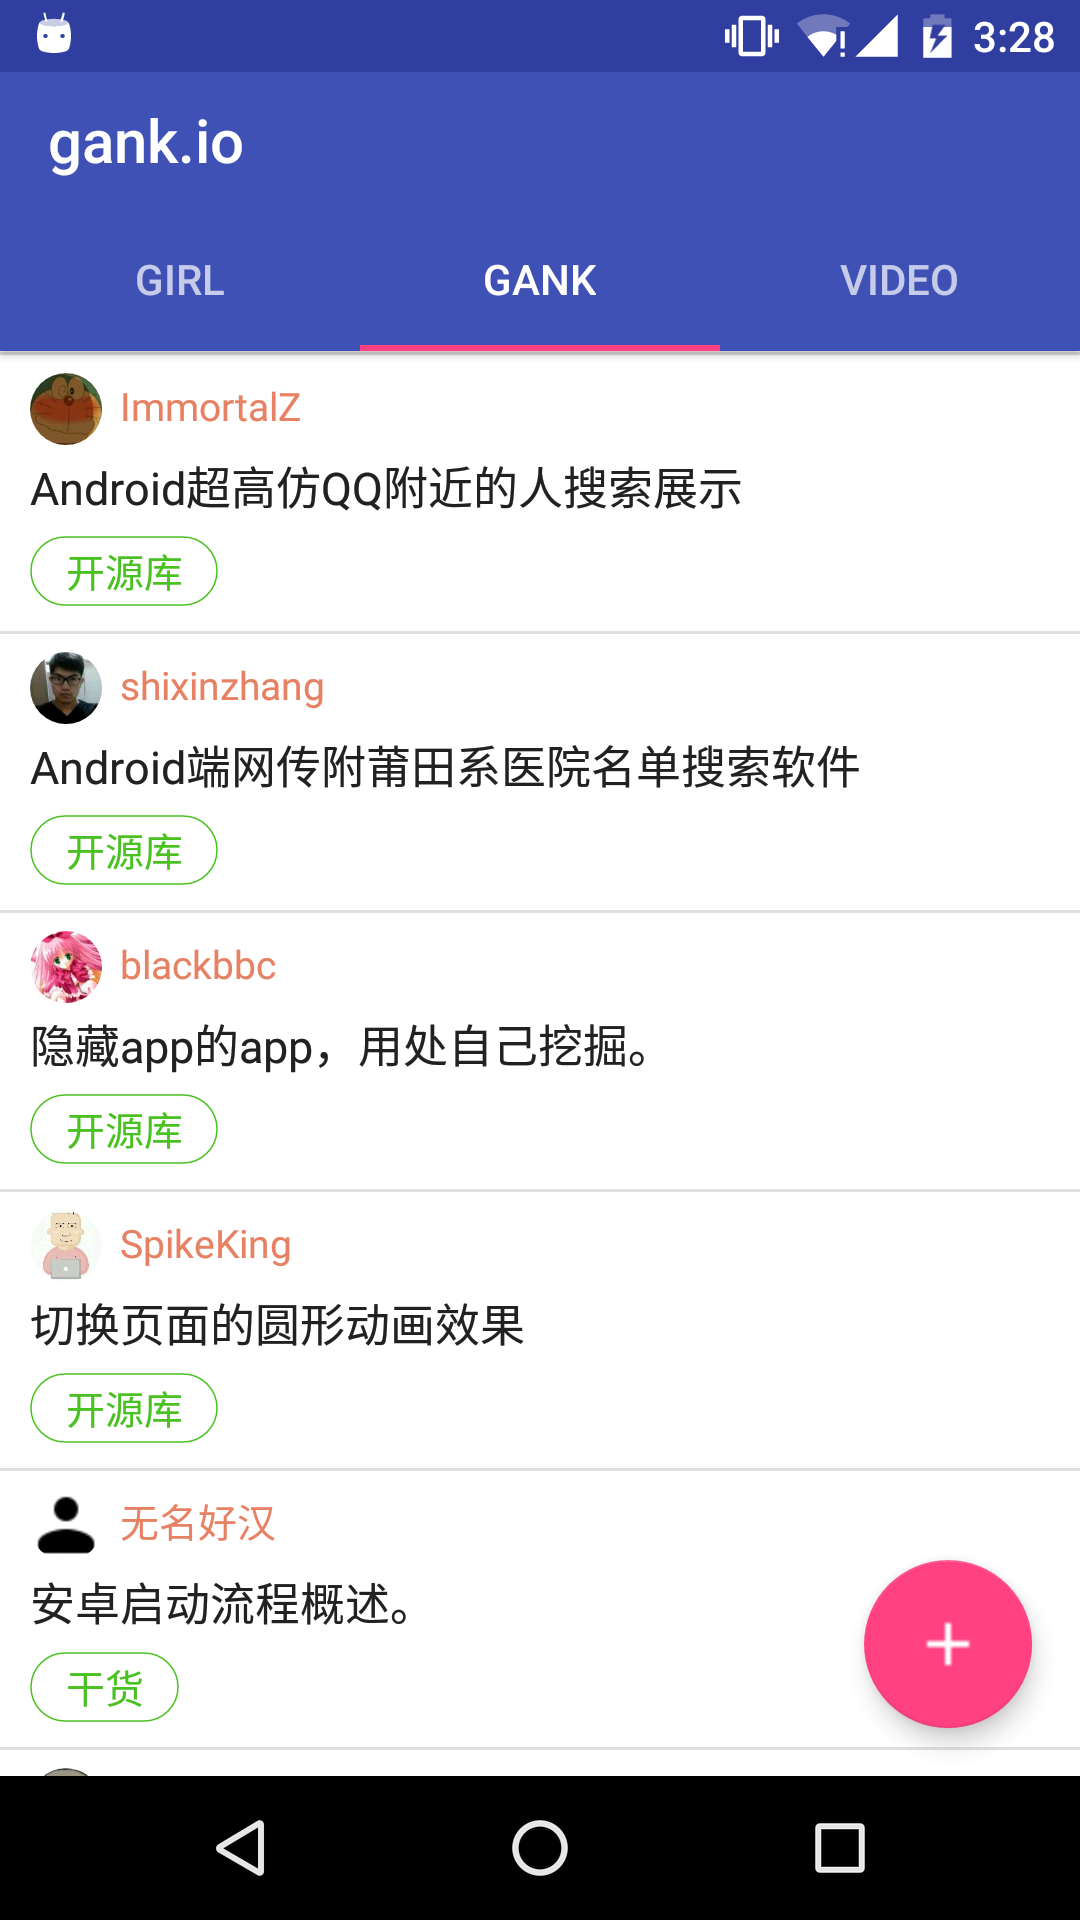 3:28
gank.io
GIRL
GANK
VIDEO
ImmortalZ
Android超高仿QQ附近的人搜索展示
开源库
shixinzhang
Android端网传附莆田系医院名单搜索软件
开源库
blackbbc
隐藏app的app，用处自己挖掘。
开源库
SpikeKing
切换页面的圆形动画效果
开源库
无名好汉
安卓启动流程概述。
干货